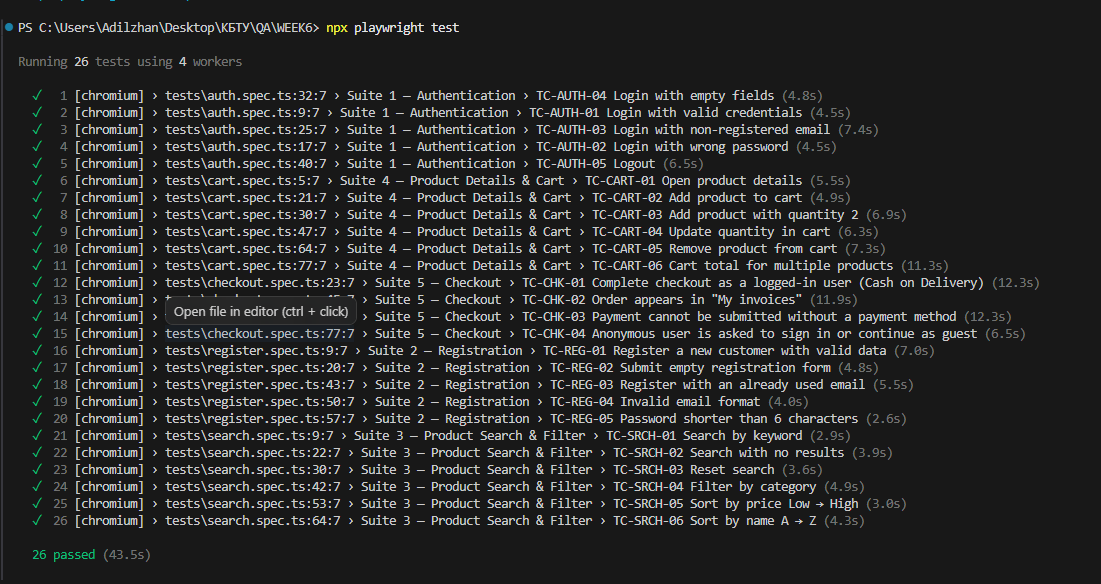 PS C:\Users\Adilzhan\Desktop\КБТУ\QA\WEEK6> npx playwright test
Running 26 tests using 4 workers
✓ 1 [chromium] › tests\auth.spec.ts:32:7 › Suite 1 — Authentication › TC-AUTH-04 Login with empty fields (4.8s)
✓ 2 [chromium] › tests\auth.spec.ts:9:7 › Suite 1 — Authentication › TC-AUTH-01 Login with valid credentials (4.5s)
✓ 3 [chromium] › tests\auth.spec.ts:25:7 › Suite 1 — Authentication › TC-AUTH-03 Login with non-registered email (7.4s)
✓ 4 [chromium] › tests\auth.spec.ts:17:7 › Suite 1 — Authentication › TC-AUTH-02 Login with wrong password (4.5s)
✓ 5 [chromium] › tests\auth.spec.ts:40:7 › Suite 1 — Authentication › TC-AUTH-05 Logout (6.5s)
✓ 6 [chromium] › tests\cart.spec.ts:5:7 › Suite 4 — Product Details & Cart › TC-CART-01 Open product details (5.5s)
✓ 7 [chromium] › tests\cart.spec.ts:21:7 › Suite 4 — Product Details & Cart › TC-CART-02 Add product to cart (4.9s)
✓ 8 [chromium] › tests\cart.spec.ts:30:7 › Suite 4 — Product Details & Cart › TC-CART-03 Add product with quantity 2 (6.9s)
✓ 9 [chromium] › tests\cart.spec.ts:47:7 › Suite 4 — Product Details & Cart › TC-CART-04 Update quantity in cart (6.3s)
✓ 10 [chromium] › tests\cart.spec.ts:64:7 › Suite 4 — Product Details & Cart › TC-CART-05 Remove product from cart (7.3s)
✓ 11 [chromium] › tests\cart.spec.ts:77:7 › Suite 4 — Product Details & Cart › TC-CART-06 Cart total for multiple products (11.3s)
✓ 12 [chromium] › tests\checkout.spec.ts:23:7 › Suite 5 — Checkout › TC-CHK-01 Complete checkout as a logged-in user (Cash on Delivery) (12.3s)
✓ 13 [chromium] › › Suite 5 — Checkout › TC-CHK-02 Order appears in "My invoices" (11.9s)
Open file in editor (ctrl + click)
✓ 14 [chromium] › › Suite 5 — Checkout › TC-CHK-03 Payment cannot be submitted without a payment method (12.3s)
✓ 15 [chromium] › tests\checkout.spec.ts:77:7 › Suite 5 — Checkout › TC-CHK-04 Anonymous user is asked to sign in or continue as guest (6.5s)
✓ 16 [chromium] › tests\register.spec.ts:9:7 › Suite 2 — Registration › TC-REG-01 Register a new customer with valid data (7.0s)
✓ 17 [chromium] › tests\register.spec.ts:20:7 › Suite 2 — Registration › TC-REG-02 Submit empty registration form (4.8s)
✓ 18 [chromium] › tests\register.spec.ts:43:7 › Suite 2 — Registration › TC-REG-03 Register with an already used email (5.5s)
✓ 19 [chromium] › tests\register.spec.ts:50:7 › Suite 2 — Registration › TC-REG-04 Invalid email format (4.0s)
✓ 20 [chromium] › tests\register.spec.ts:57:7 › Suite 2 — Registration › TC-REG-05 Password shorter than 6 characters (2.6s)
✓ 21 [chromium] › tests\search.spec.ts:9:7 › Suite 3 — Product Search & Filter › TC-SRCH-01 Search by keyword (2.9s)
✓ 22 [chromium] › tests\search.spec.ts:22:7 › Suite 3 — Product Search & Filter › TC-SRCH-02 Search with no results (3.9s)
✓ 23 [chromium] › tests\search.spec.ts:30:7 › Suite 3 — Product Search & Filter › TC-SRCH-03 Reset search (3.6s)
✓ 24 [chromium] › tests\search.spec.ts:42:7 › Suite 3 — Product Search & Filter › TC-SRCH-04 Filter by category (4.9s)
✓ 25 [chromium] › tests\search.spec.ts:53:7 › Suite 3 — Product Search & Filter › TC-SRCH-05 Sort by price Low → High (3.0s)
✓ 26 [chromium] › tests\search.spec.ts:64:7 › Suite 3 — Product Search & Filter › TC-SRCH-06 Sort by name A → Z (4.3s)
26 passed (43.5s)